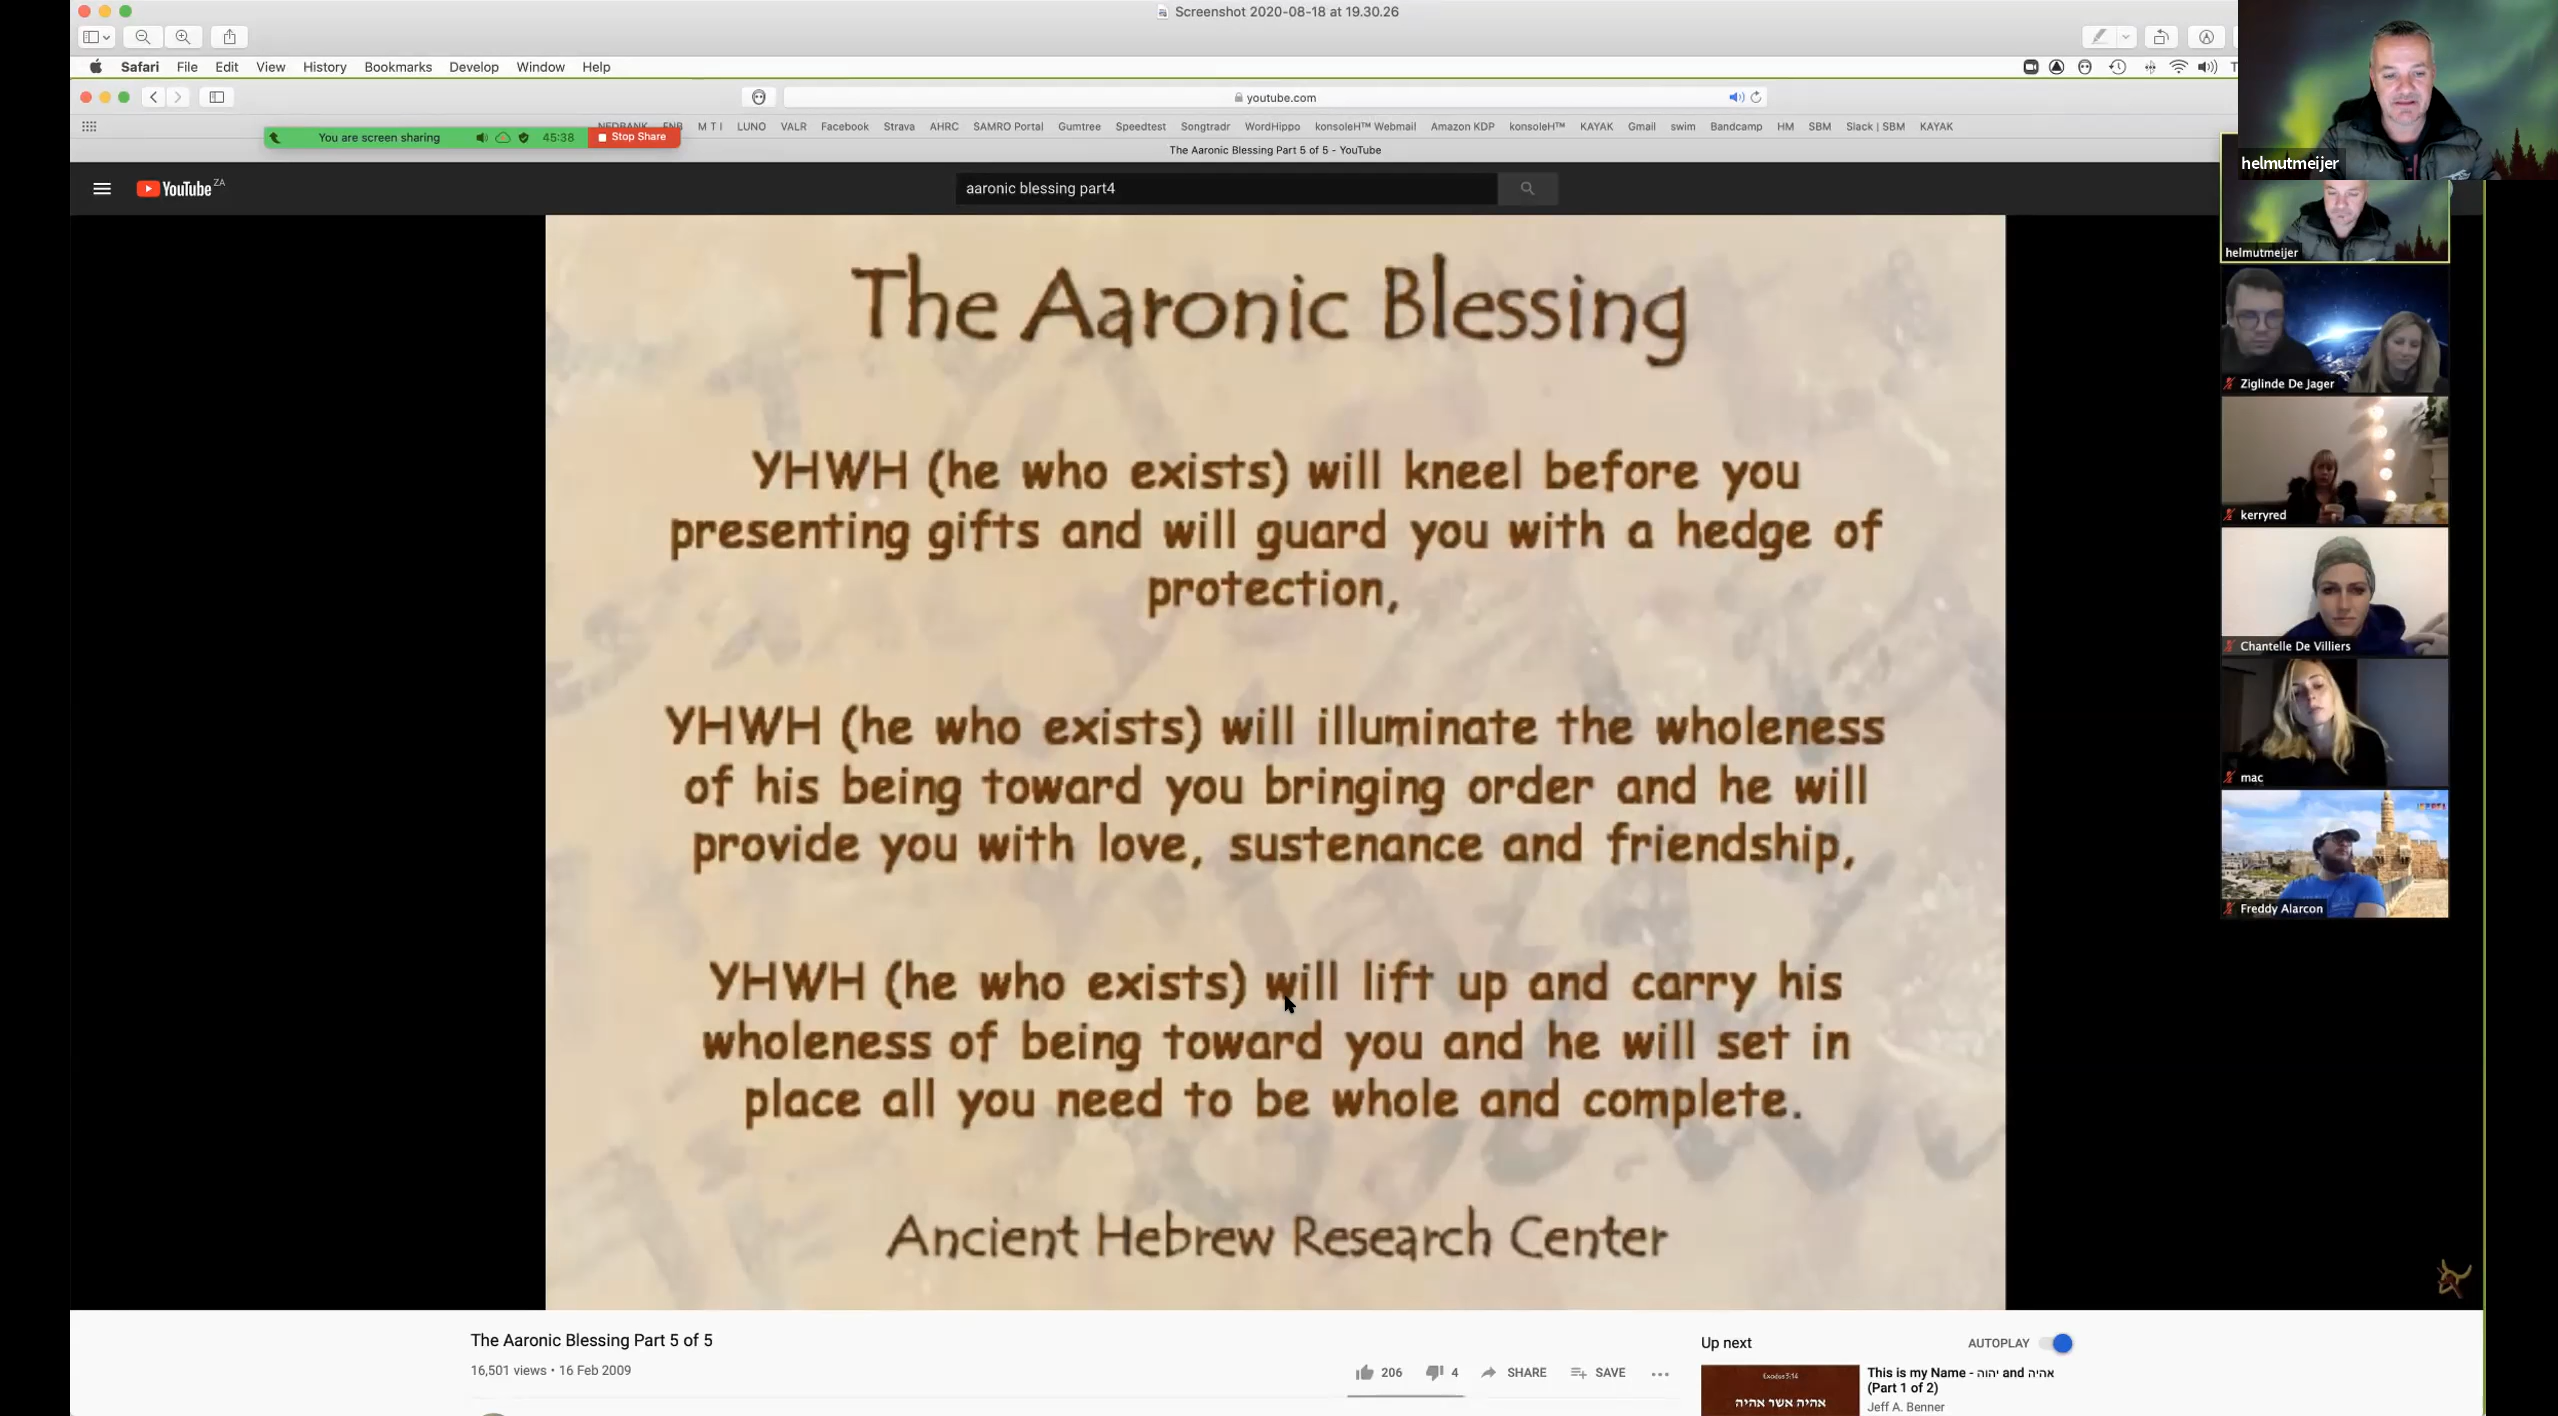 Screenshot 2020-08-18 at 19.30.26
Safari File Edit View History Bookmarks Develop Window Help
youtube.com
NEDBANK FNB M T I LUNO VALR Facebook Strava AHRC SAMRO Portal Gumtree Speedtest Songtradr WordHippo konsoleH™ Webmail Amazon KDP konsoleH™ KAYAK Gmail swim Bandcamp HM SBM Slack | SBM KAYAK
You are screen sharing 45:38 Stop Share
The Aaronic Blessing Part 5 of 5 - YouTube
YouTube ZA
aaronic blessing part4
The Aaronic Blessing
YHWH (he who exists) will kneel before you
presenting gifts and will guard you with a hedge of
protection,
YHWH (he who exists) will illuminate the wholeness
of his being toward you bringing order and he will
provide you with love, sustenance and friendship,
YHWH (he who exists) will lift up and carry his
wholeness of being toward you and he will set in
place all you need to be whole and complete.
Ancient Hebrew Research Center
helmutmeijer
helmutmeijer
Ziglinde De Jager
kerryred
Chantelle De Villiers
mac
Freddy Alarcon
The Aaronic Blessing Part 5 of 5
16,501 views • 16 Feb 2009
206 4 SHARE SAVE
Up next AUTOPLAY
Exodus 3:14
אהיה אשר אהיה
This is my Name - יהוה and אהיה
(Part 1 of 2)
Jeff A. Benner